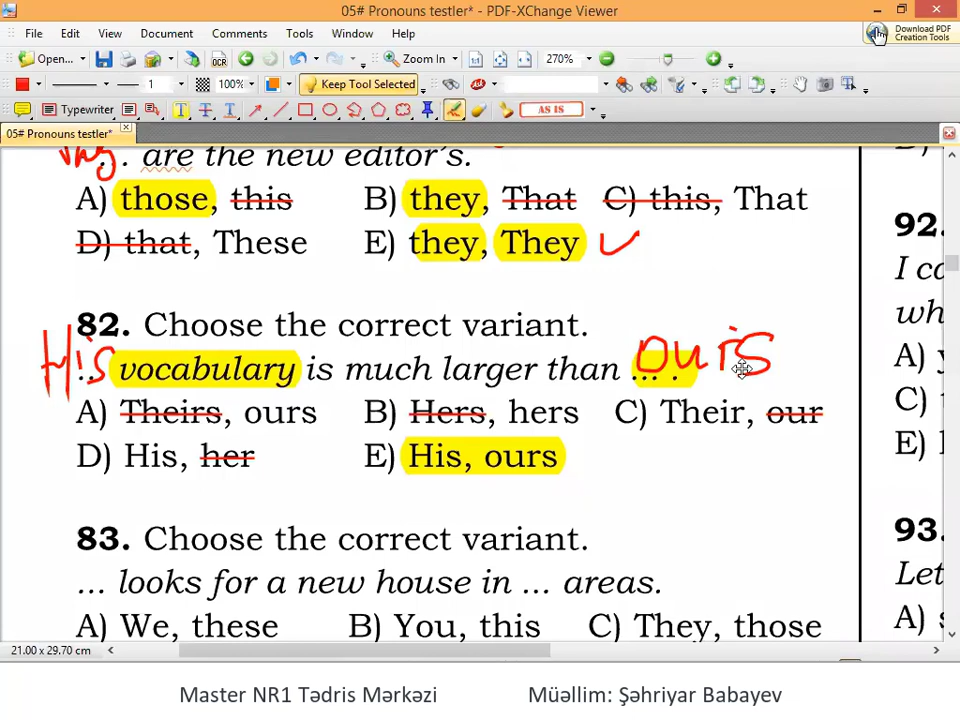 05# Pronouns testler* - PDF-XChange Viewer
File Edit View Document Comments Tools Window Help
Download PDF Creation Tools
Open... OCR Zoom In 270%
1 100% Keep Tool Selected
Typewriter T T T AS IS
05# Pronouns testler*
... are the new editor's.
A) those, this B) they, That C) this, That
D) that, These E) they, They
82. Choose the correct variant.
His ours
.. vocabulary is much larger than ... .
A) Theirs, ours B) Hers, hers C) Their, our
D) His, her E) His, ours
83. Choose the correct variant.
... looks for a new house in ... areas.
A) We, these B) You, this C) They, those
92.
I co
wh
A) y
C) t
E) l
93.
Let
A) s
21.00 x 29.70 cm
Master NR1 Tədris Mərkəzi Müəllim: Şəhriyar Babayev